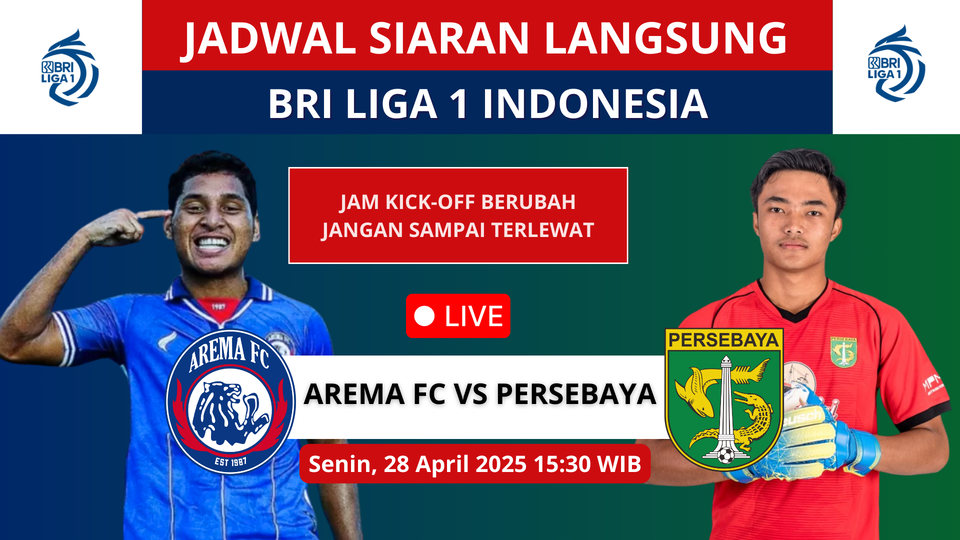 JADWAL SIARAN LANGSUNG
BRI
LIGA 1
BRI
LIGA 1
BRI LIGA 1 INDONESIA
JAM KICK-OFF BERUBAH
JANGAN SAMPAI TERLEWAT
1987
LIVE
AREMA FC
EST 1987
AREMA FC VS PERSEBAYA
PERSEBAYA
Senin, 28 April 2025 15:30 WIB